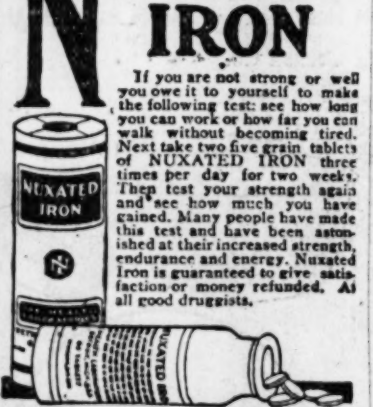 N IRON
If you are not strong or well
you owe it to yourself to make
the following test: see how long
you can work or how far you can
walk without becoming tired.
Next take two five grain tablets
of NUXATED IRON three
times per day for two weeks.
Then test your strength again
and see how much you have
gained. Many people have made
this test and have been aston-
ished at their increased strength,
endurance and energy. Nuxated
Iron is guaranteed to give satis-
faction or money refunded. At
all good druggists.
NUXATED
IRON
NUXATED IRON